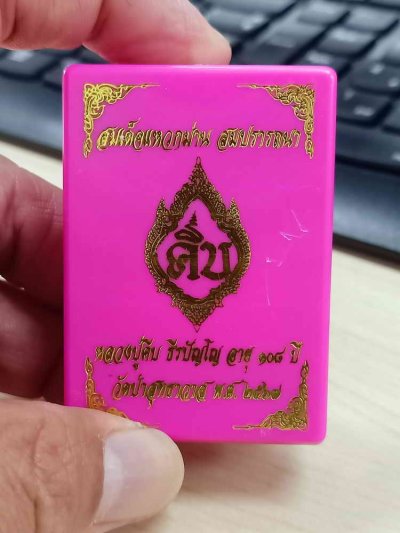 สมเด็จแหวกม่าน สมปรารถนา
คีบ
หลวงปู่คีบ ธีรปัญโญ อายุ ๑๐๘ ปี
วัดป่าสุทธาวาส พ.ศ. ๒๕๖๗